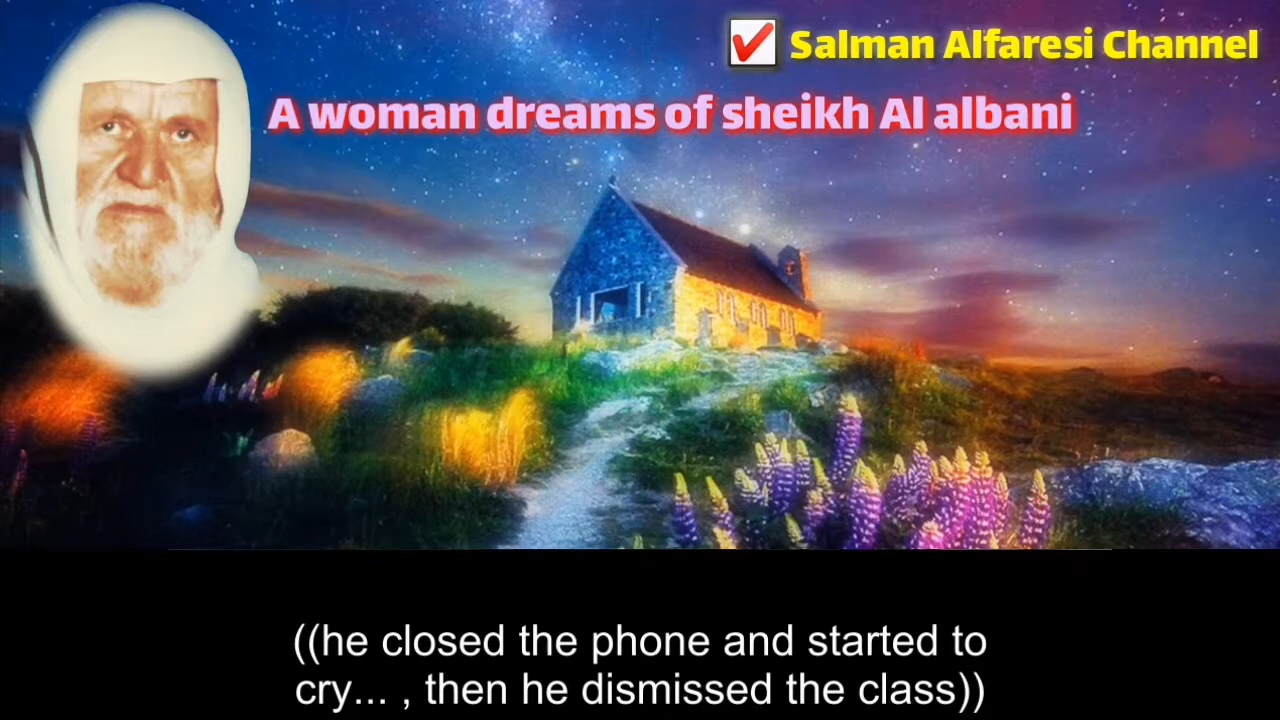 Salman Alfaresi Channel
A woman dreams of sheikh Al albani
((he closed the phone and started to
cry... , then he dismissed the class))